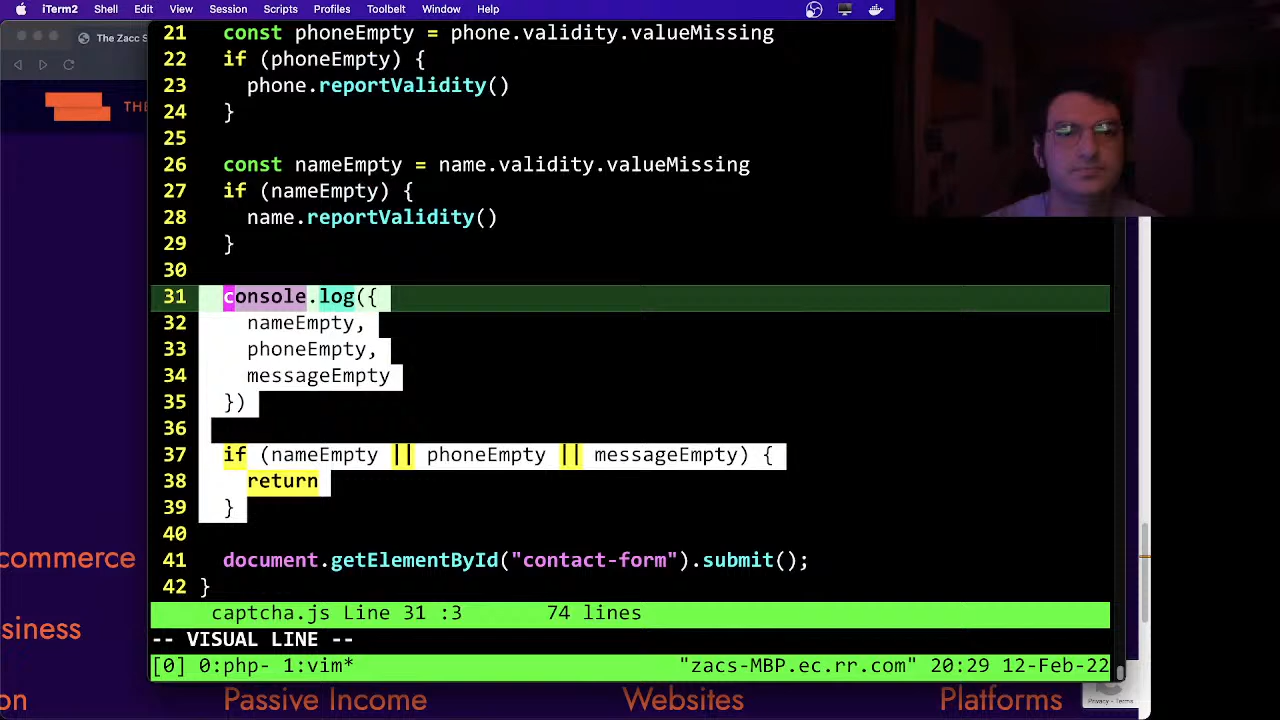 iTerm2 Shell Edit View Session Scripts Profiles Toolbelt Window Help
The Zacc S
THE
21 const phoneEmpty = phone.validity.valueMissing
22 if (phoneEmpty) {
23 phone.reportValidity()
24 }
25
26 const nameEmpty = name.validity.valueMissing
27 if (nameEmpty) {
28 name.reportValidity()
29 }
30
31 console.log({
32 nameEmpty,
33 phoneEmpty,
34 messageEmpty
35 })
36
37 if (nameEmpty || phoneEmpty || messageEmpty) {
38 return
39 }
40
41 document.getElementById("contact-form").submit();
42 }
commerce
siness
on
captcha.js Line 31 :3 74 lines
-- VISUAL LINE --
[0] 0:php- 1:vim* "zacs-MBP.ec.rr.com" 20:29 12-Feb-22
Passive Income Websites Platforms
Privacy - Terms